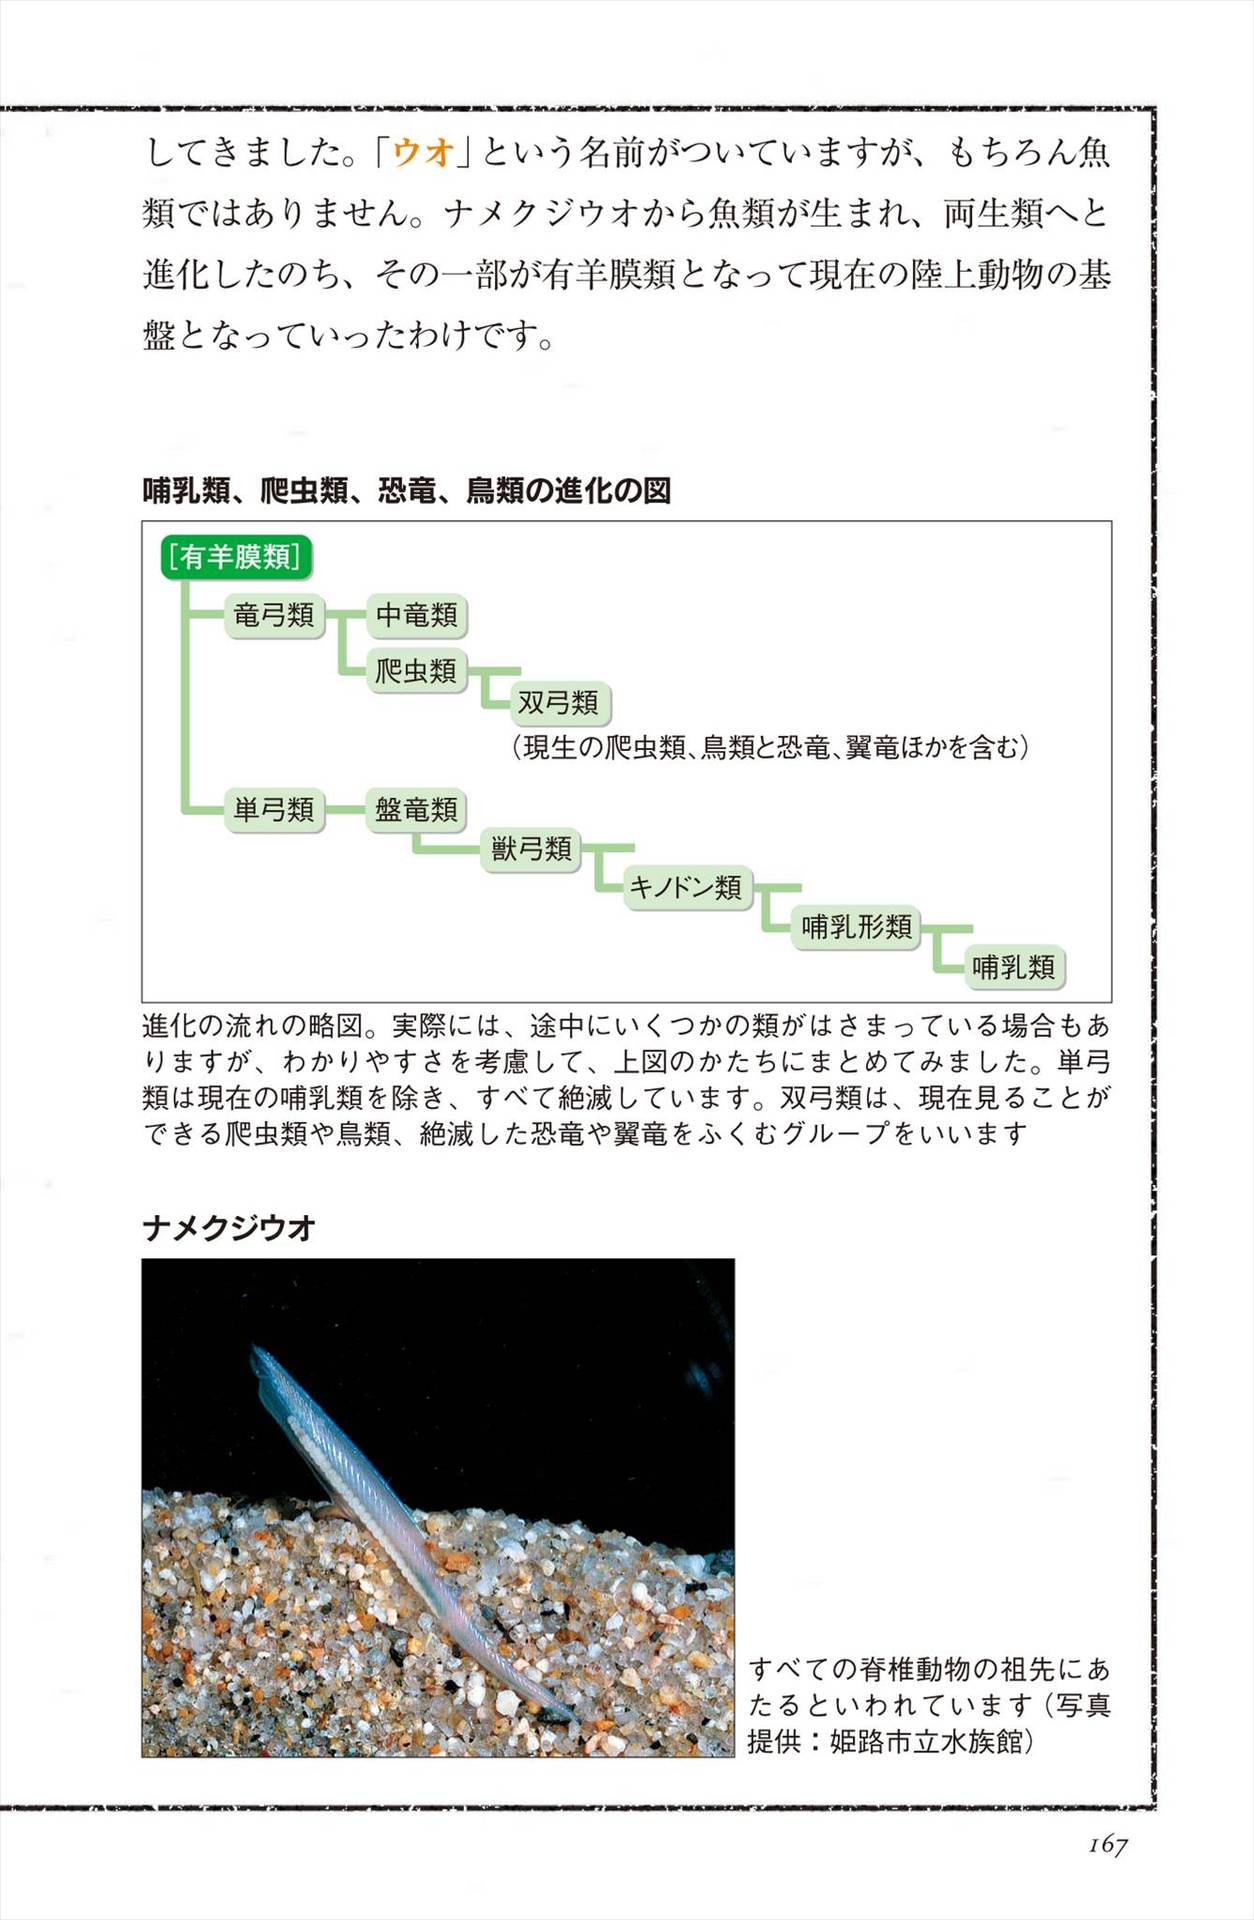 してきました。「ウオ」という名前がついていますが、もちろん魚
類ではありません。ナメクジウオから魚類が生まれ、両生類へと
進化したのち、その一部が有羊膜類となって現在の陸上動物の基
盤となっていったわけです。
哺乳類、爬虫類、恐竜、鳥類の進化の図
[有羊膜類]
竜弓類
中竜類
爬虫類
双弓類
（現生の爬虫類、鳥類と恐竜、翼竜ほかを含む）
単弓類
盤竜類
獣弓類
キノドン類
哺乳形類
哺乳類
進化の流れの略図。実際には、途中にいくつかの類がはさまっている場合もあ
りますが、わかりやすさを考慮して、上図のかたちにまとめてみました。単弓
類は現在の哺乳類を除き、すべて絶滅しています。双弓類は、現在見ることが
できる爬虫類や鳥類、絶滅した恐竜や翼竜をふくむグループをいいます
ナメクジウオ
すべての脊椎動物の祖先にあ
たるといわれています（写真
提供：姫路市立水族館）
167